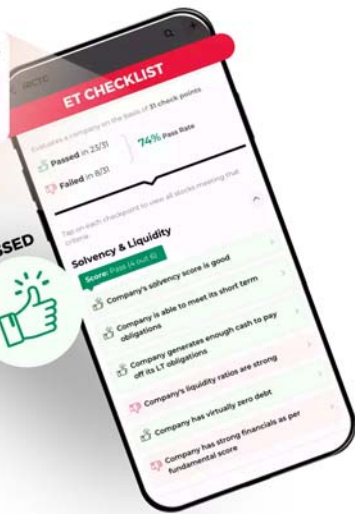 IRCTC
ET CHECKLIST
Evaluates a company on the basis of 31 check points
Passed in 23/31
74% Pass Rate
Failed in 8/31
Tap on each checkpoint to view all stocks meeting that
criteria.
Solvency & Liquidity
Score: Pass (4 out 6)
SSED
Company's solvency score is good
Company is able to meet its short term
obligations
Company generates enough cash to pay
off its LT obligations
Company's liquidity ratios are strong
Company has virtually zero debt
Company has strong financials as per
fundamental score